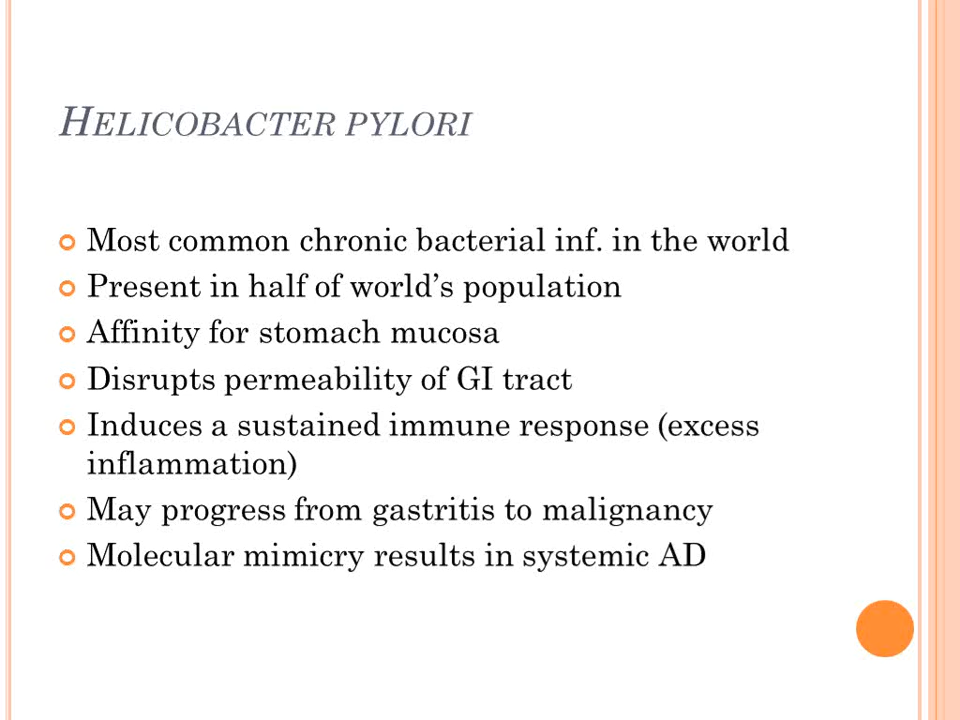 HELICOBACTER PYLORI
Most common chronic bacterial inf. in the world
Present in half of world’s population
Affinity for stomach mucosa
Disrupts permeability of GI tract
Induces a sustained immune response (excess
inflammation)
May progress from gastritis to malignancy
Molecular mimicry results in systemic AD